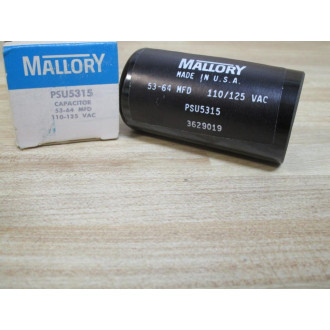 MALLORY
PSU5315
CAPACITOR
53-64 MFD
110-125 VAC
MALLORY
MADE IN U.S.A.
53-64 MFD 110/125 VAC
PSU5315
3629019